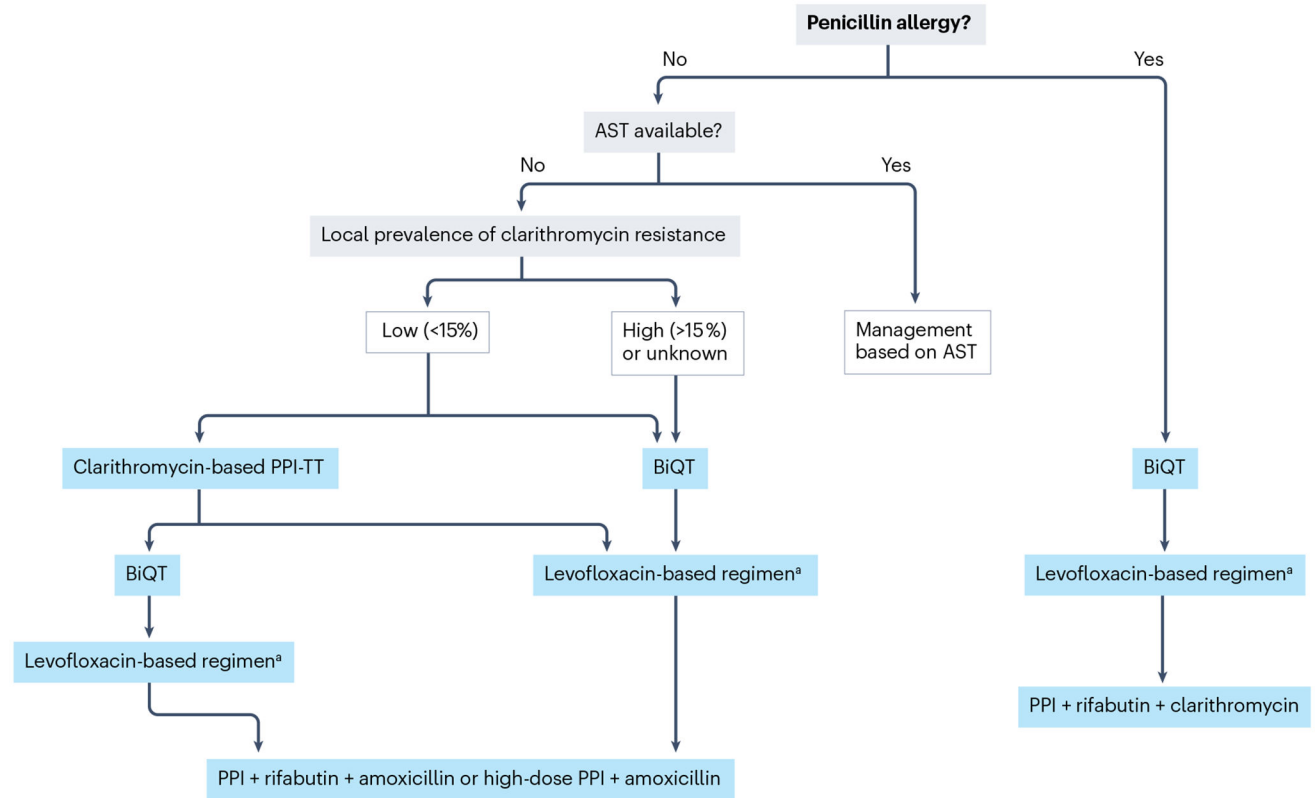 Penicillin allergy?
No
Yes
AST available?
No
Yes
Local prevalence of clarithromycin resistance
Low (<15%)
High (>15%)
or unknown
Management
based on AST
Clarithromycin-based PPI-TT
BiQT
BiQT
BiQT
Levofloxacin-based regimenᵃ
Levofloxacin-based regimenᵃ
Levofloxacin-based regimenᵃ
PPI + rifabutin + clarithromycin
PPI + rifabutin + amoxicillin or high-dose PPI + amoxicillin